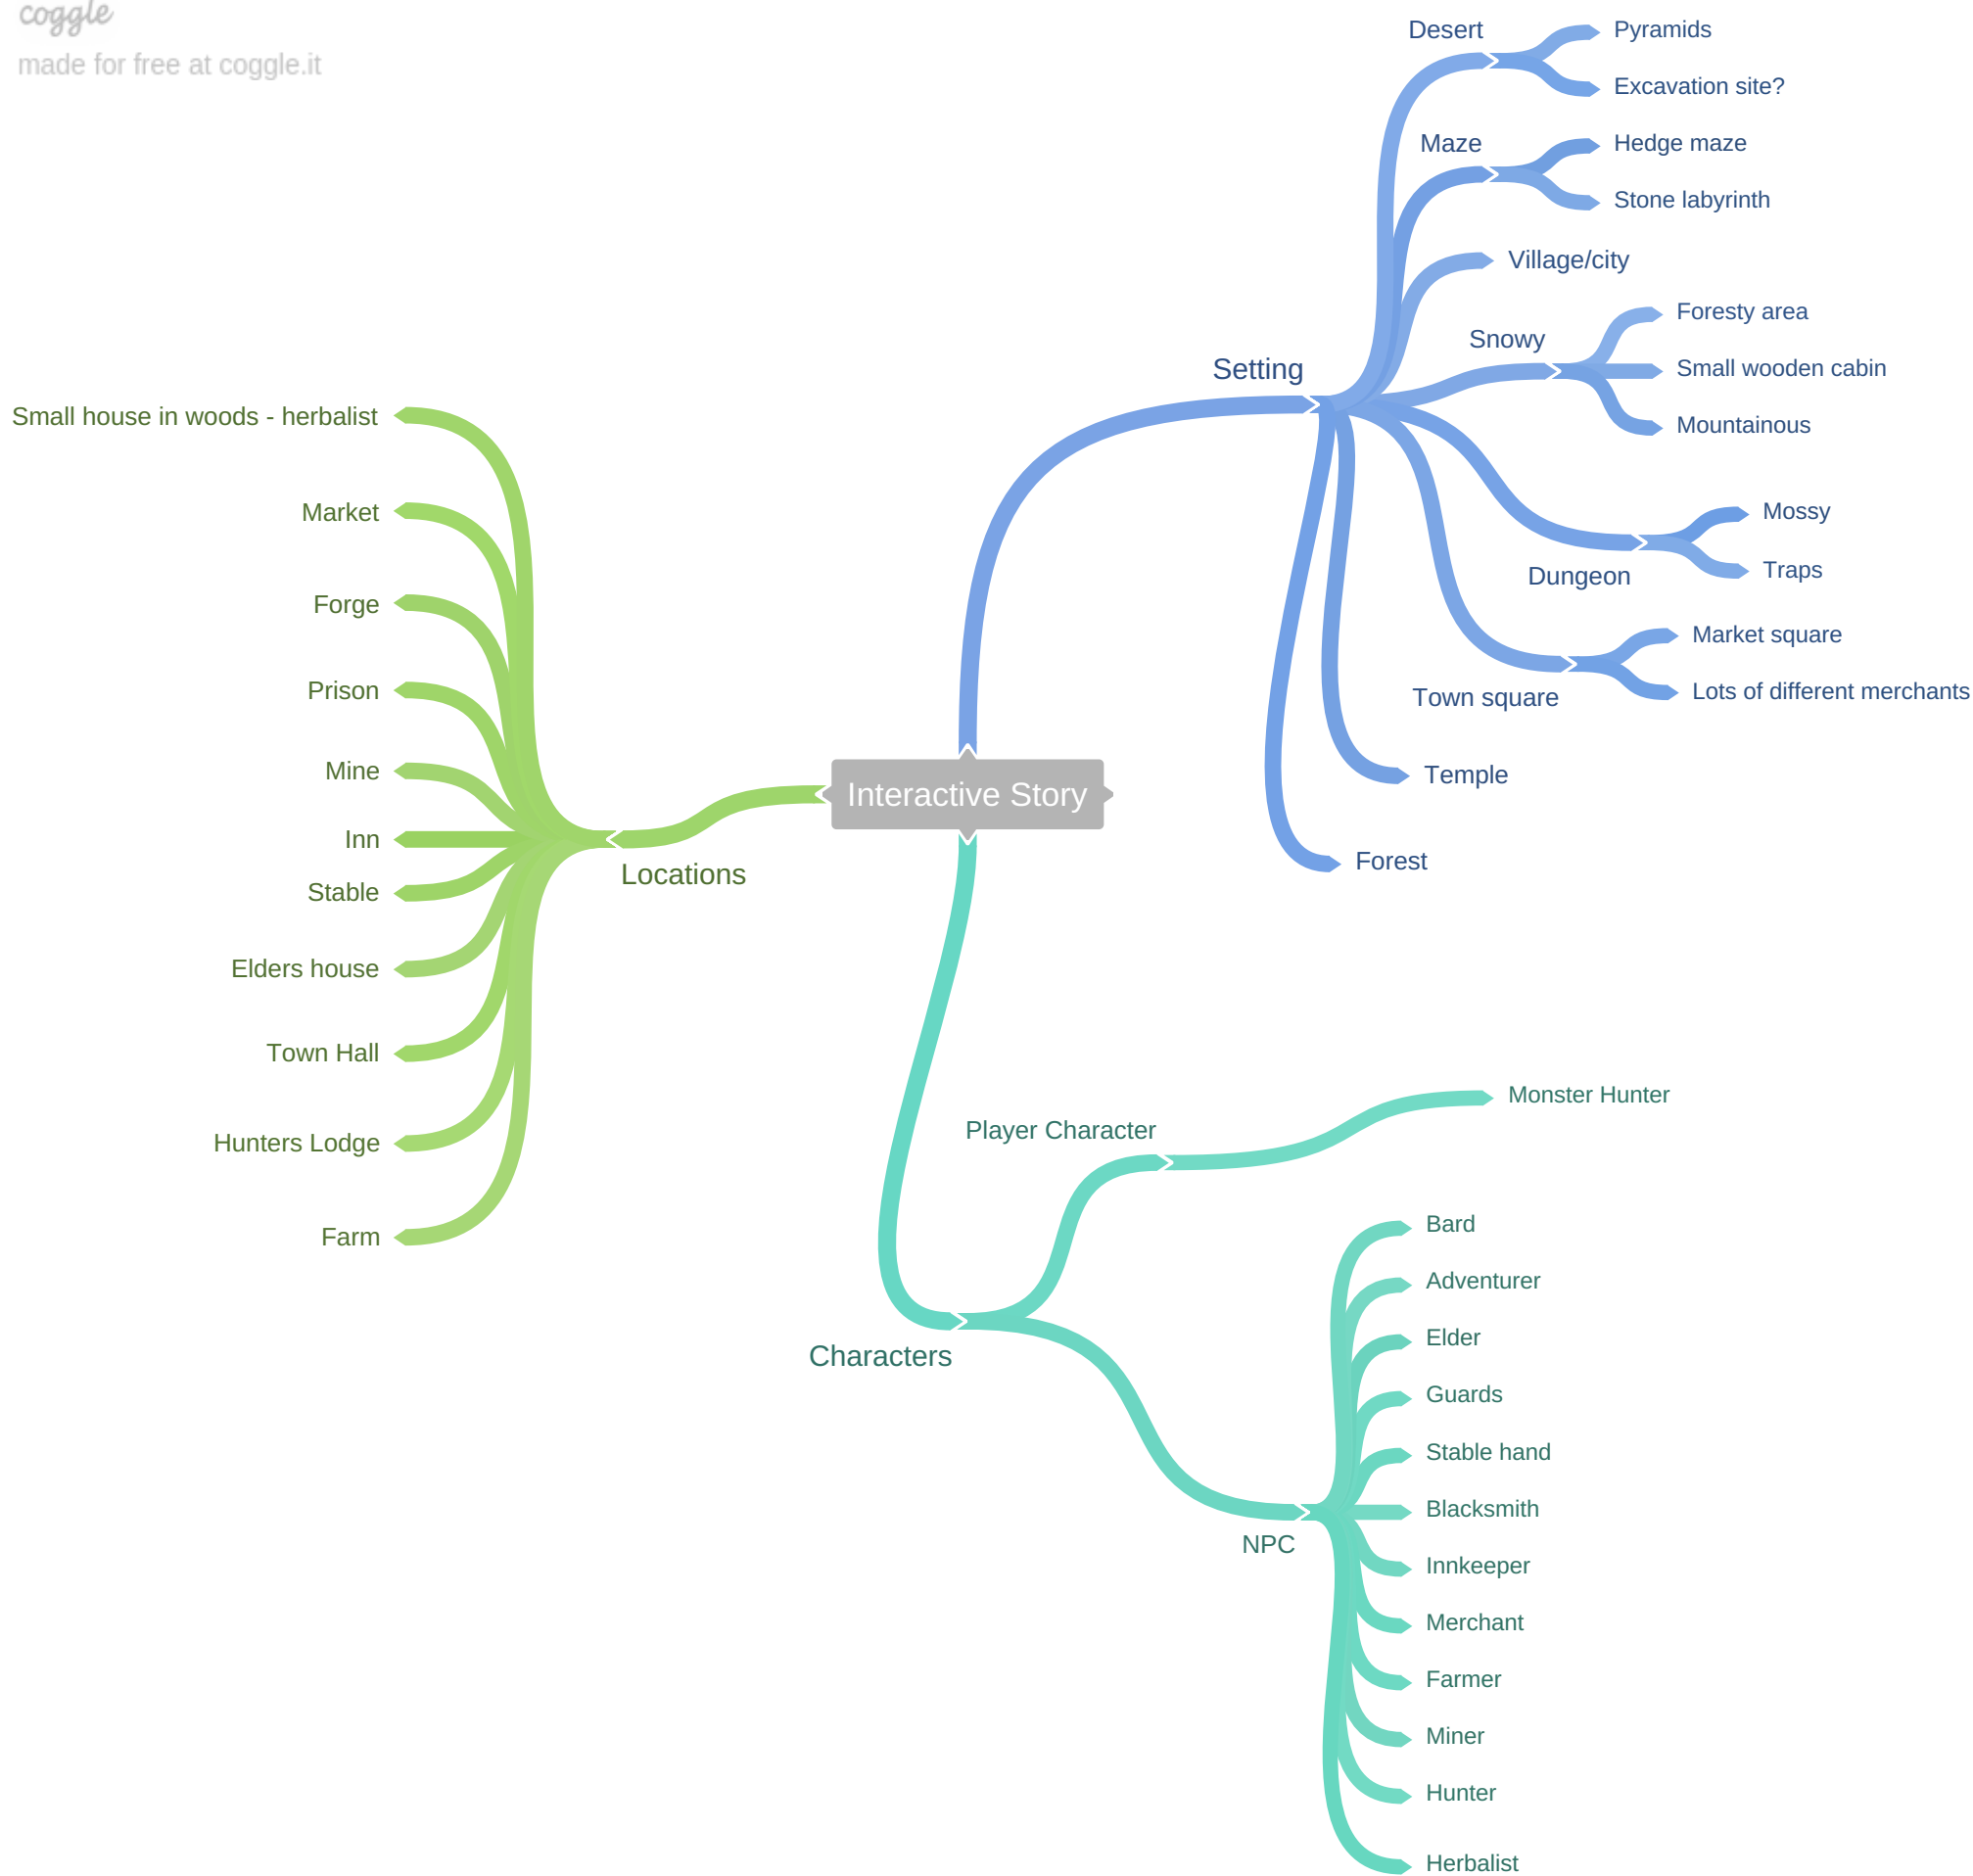 coggle
made for free at coggle.it
Interactive Story
Setting
Desert
Pyramids
Excavation site?
Maze
Hedge maze
Stone labyrinth
Village/city
Snowy
Foresty area
Small wooden cabin
Mountainous
Dungeon
Mossy
Traps
Town square
Market square
Lots of different merchants
Temple
Forest
Locations
Small house in woods - herbalist
Market
Forge
Prison
Mine
Inn
Stable
Elders house
Town Hall
Hunters Lodge
Farm
Characters
Player Character
Monster Hunter
NPC
Bard
Adventurer
Elder
Guards
Stable hand
Blacksmith
Innkeeper
Merchant
Farmer
Miner
Hunter
Herbalist